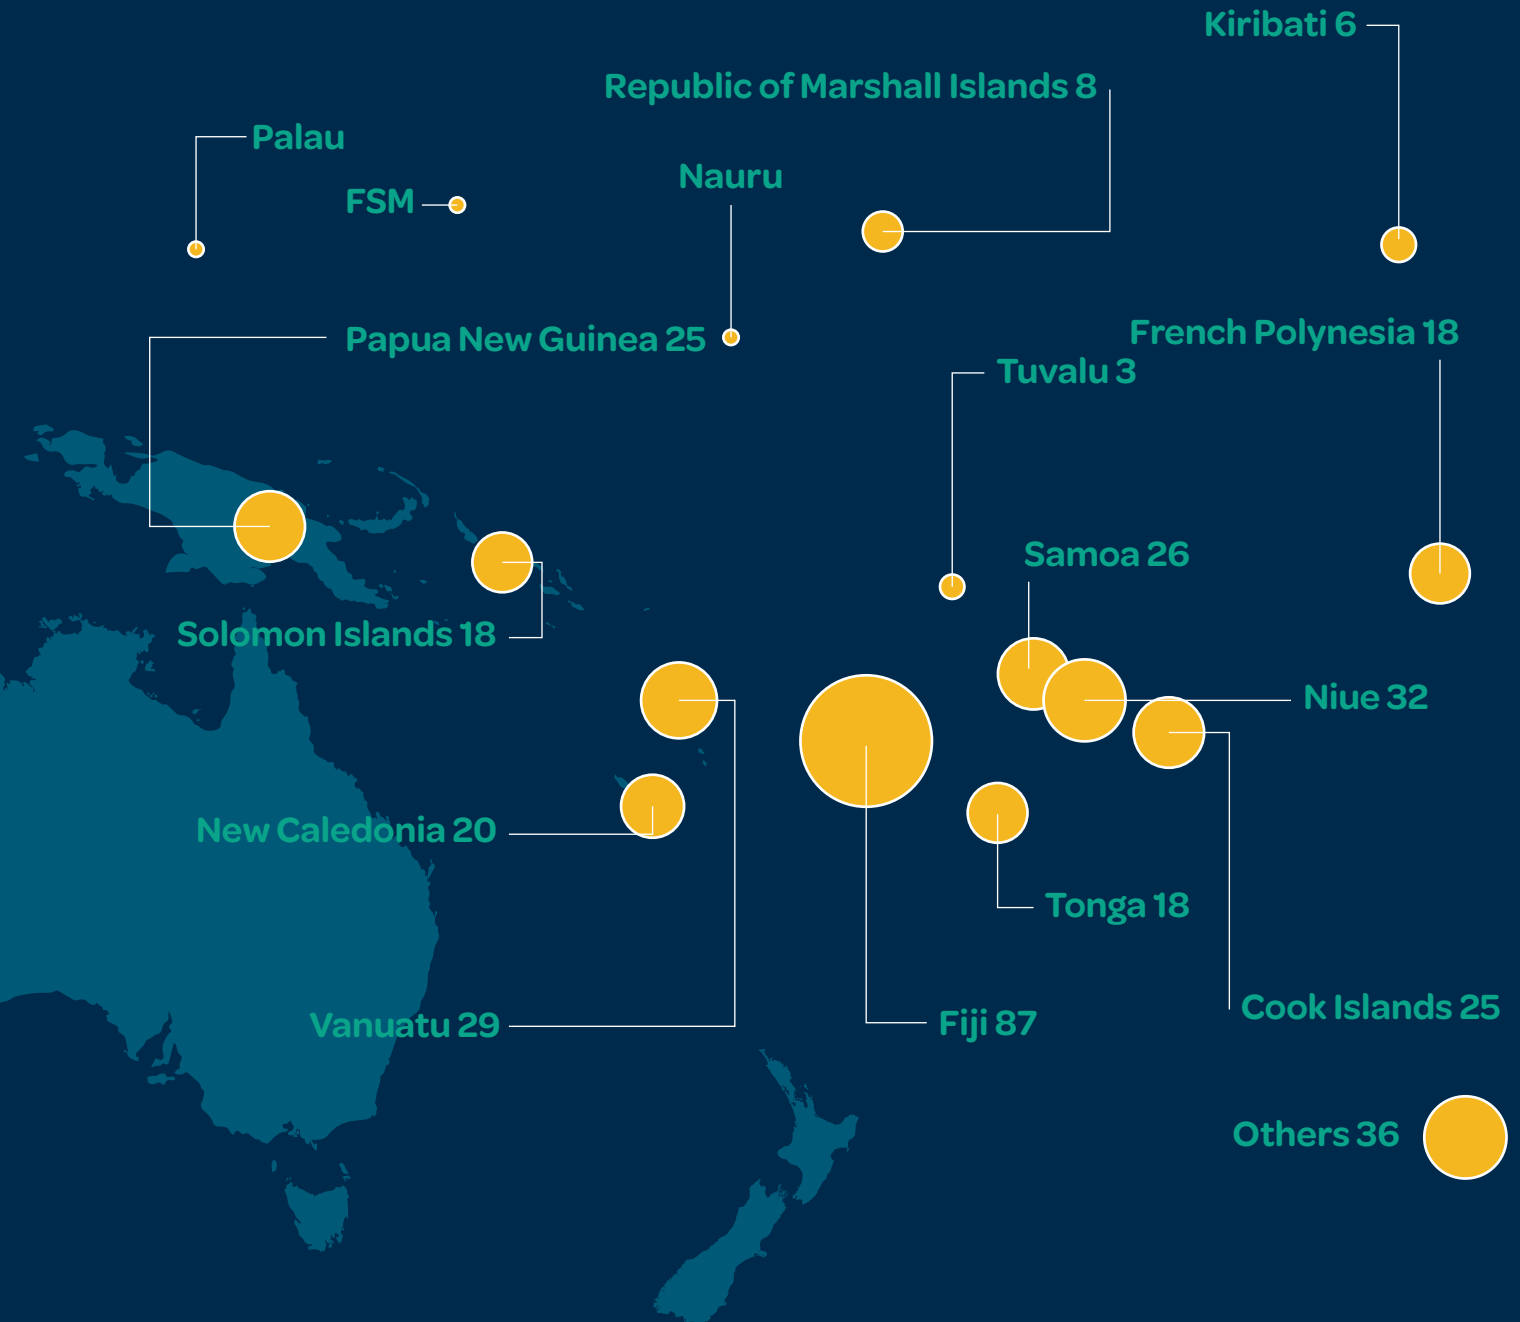 Kiribati 6
Republic of Marshall Islands 8
Palau
Nauru
FSM
French Polynesia 18
Papua New Guinea 25
Tuvalu 3
Samoa 26
Solomon Islands 18
Niue 32
New Caledonia 20
Tonga 18
Cook Islands 25
Vanuatu 29
Fiji 87
Others 36